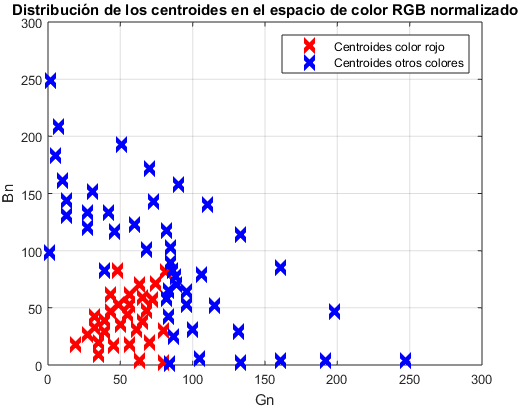 Distribución de los centroides en el espacio de color RGB normalizado
300
250
200
150
100
50
0
Bn
Centroides color rojo
Centroides otros colores
0 50 100 150 200 250 300
Gn